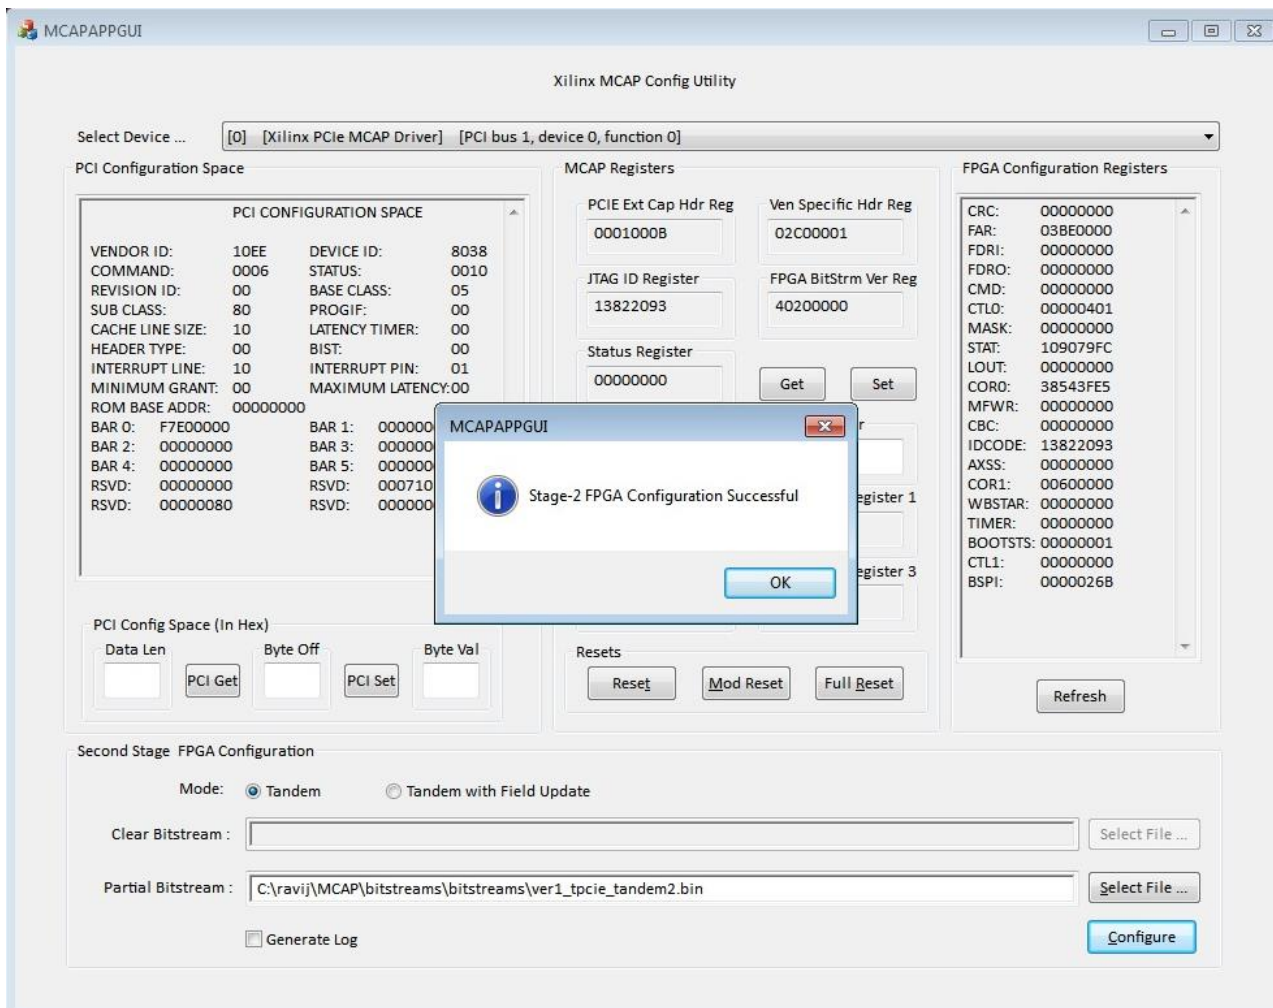 MCAPAPPGUI
Xilinx MCAP Config Utility
Select Device ... [0] [Xilinx PCIe MCAP Driver] [PCI bus 1, device 0, function 0]
PCI Configuration Space
PCI CONFIGURATION SPACE
VENDOR ID: 10EE DEVICE ID: 8038
COMMAND: 0006 STATUS: 0010
REVISION ID: 00 BASE CLASS: 05
SUB CLASS: 80 PROGIF: 00
CACHE LINE SIZE: 10 LATENCY TIMER: 00
HEADER TYPE: 00 BIST: 00
INTERRUPT LINE: 10 INTERRUPT PIN: 01
MINIMUM GRANT: 00 MAXIMUM LATENCY:00
ROM BASE ADDR: 00000000
BAR 0: F7E00000 BAR 1: 000000
BAR 2: 00000000 BAR 3: 000000
BAR 4: 00000000 BAR 5: 000000
RSVD: 00000000 RSVD: 000710
RSVD: 00000080 RSVD: 000000
PCI Config Space (In Hex)
Data Len Byte Off Byte Val
PCI Get PCI Set
MCAP Registers
PCIE Ext Cap Hdr Reg Ven Specific Hdr Reg
0001000B 02C00001
JTAG ID Register FPGA BitStrm Ver Reg
13822093 40200000
Status Register
00000000 Get Set
r
egister 1
egister 3
MCAPAPPGUI
Stage-2 FPGA Configuration Successful
OK
Resets
Reset Mod Reset Full Reset
FPGA Configuration Registers
CRC: 00000000
FAR: 03BE0000
FDRI: 00000000
FDRO: 00000000
CMD: 00000000
CTL0: 00000401
MASK: 00000000
STAT: 109079FC
LOUT: 00000000
COR0: 38543FE5
MFWR: 00000000
CBC: 00000000
IDCODE: 13822093
AXSS: 00000000
COR1: 00600000
WBSTAR: 00000000
TIMER: 00000000
BOOTSTS: 00000001
CTL1: 00000000
BSPI: 0000026B
Refresh
Second Stage FPGA Configuration
Mode: Tandem Tandem with Field Update
Clear Bitstream : Select File ...
Partial Bitstream : C:\ravij\MCAP\bitstreams\bitstreams\ver1_tpcie_tandem2.bin Select File ...
Generate Log Configure